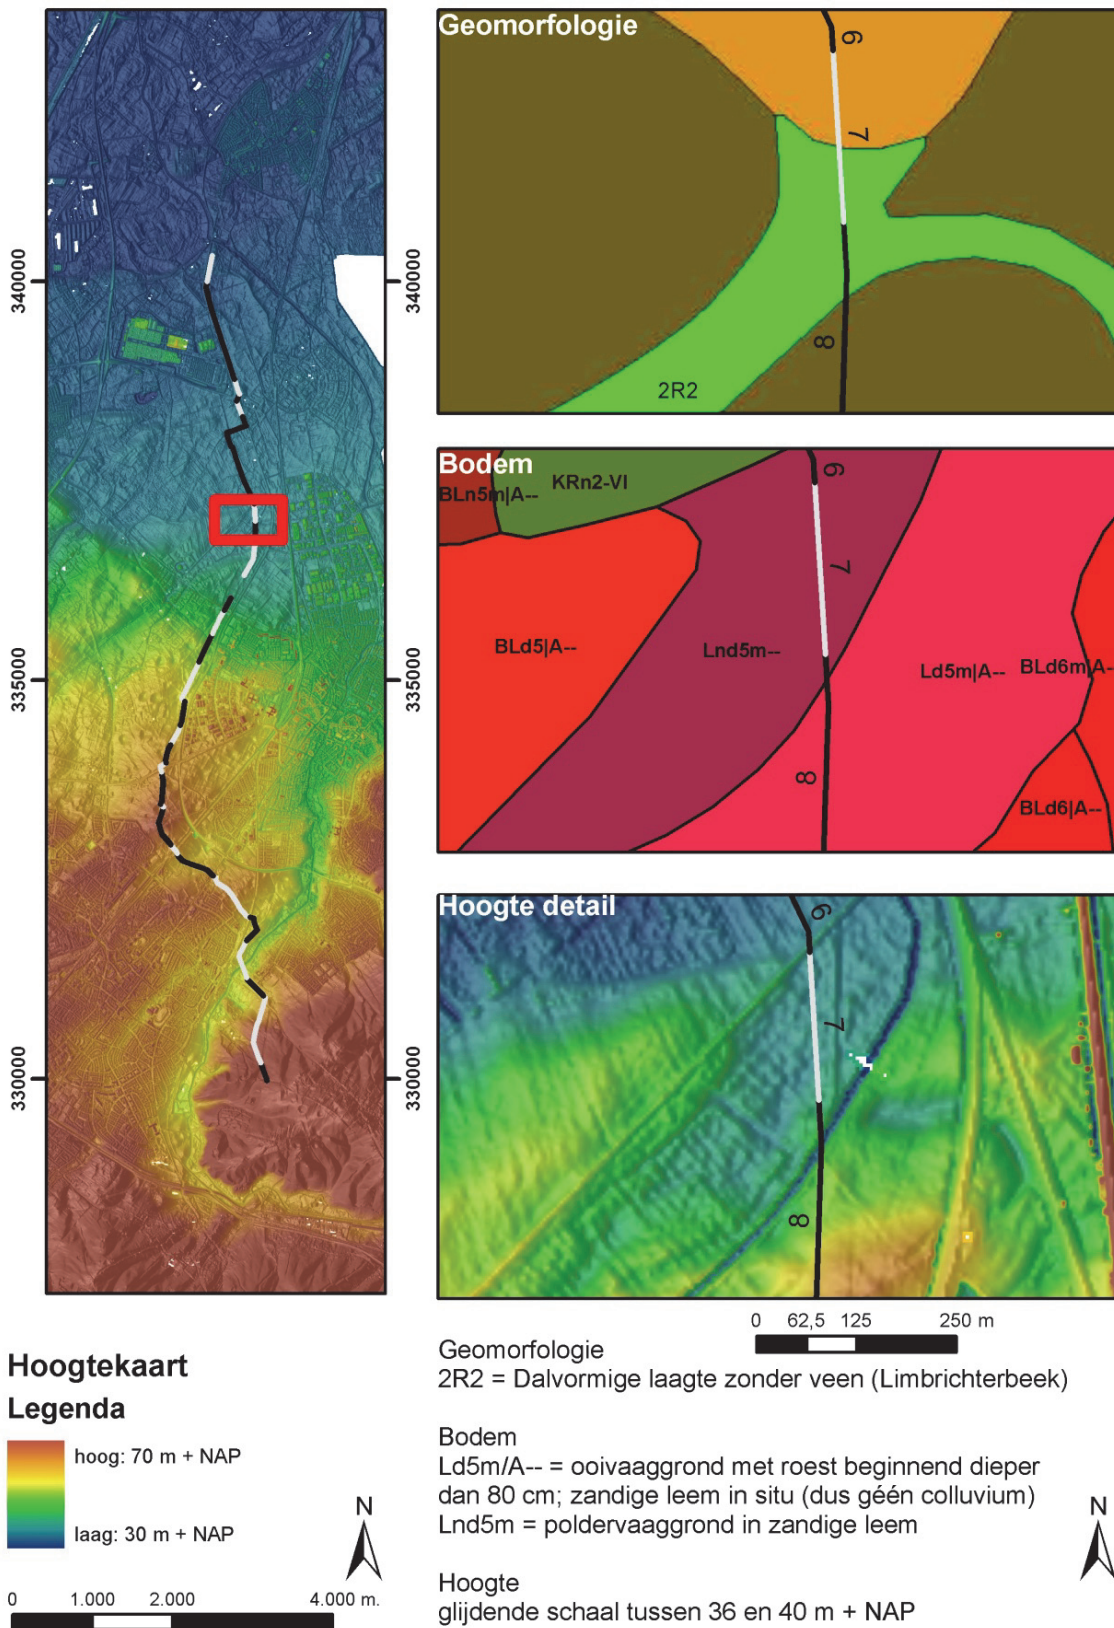 340000
335000
330000
340000
335000
330000
Geomorfologie
6
7
8
2R2
Bodem
6
BLn5m|A--
KRn2-VI
7
BLd5|A--
Lnd5m--
Ld5m|A--
BLd6m|A--
8
BLd6|A--
Hoogte detail
6
7
8
0 62,5 125 250 m
Hoogtekaart
Legenda
hoog: 70 m + NAP
laag: 30 m + NAP
N
0 1.000 2.000 4.000 m.
Geomorfologie
2R2 = Dalvormige laagte zonder veen (Limbrichterbeek)
Bodem
Ld5m/A-- = ooivaaggrond met roest beginnend dieper
dan 80 cm; zandige leem in situ (dus géén colluvium)
Lnd5m = poldervaaggrond in zandige leem
N
Hoogte
glijdende schaal tussen 36 en 40 m + NAP